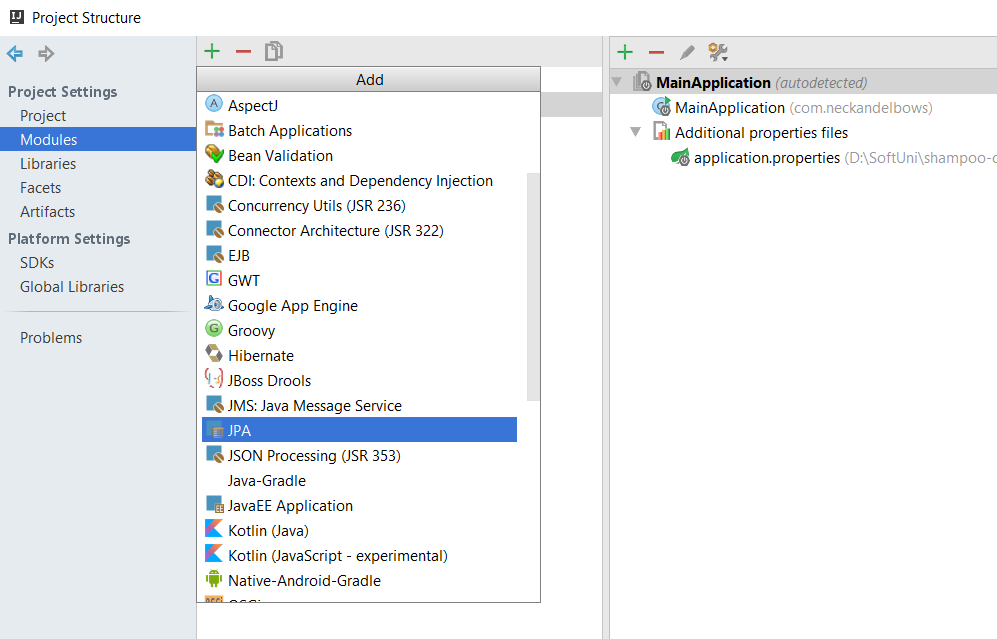 Project Structure
Project Settings
Project
Modules
Libraries
Facets
Artifacts
Platform Settings
SDKs
Global Libraries
Problems
Add
AspectJ
Batch Applications
Bean Validation
CDI: Contexts and Dependency Injection
Concurrency Utils (JSR 236)
Connector Architecture (JSR 322)
EJB
GWT
Google App Engine
Groovy
Hibernate
JBoss Drools
JMS: Java Message Service
JPA
JSON Processing (JSR 353)
Java-Gradle
JavaEE Application
Kotlin (Java)
Kotlin (JavaScript - experimental)
Native-Android-Gradle
MainApplication (autodetected)
MainApplication (com.neckandelbows)
Additional properties files
application.properties (D:\SoftUni\shampoo-c